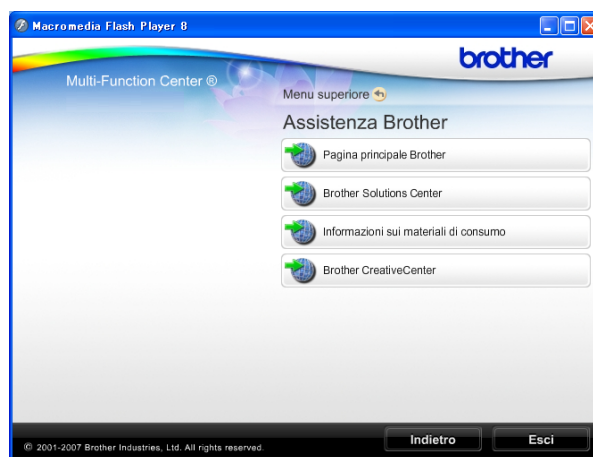 Macromedia Flash Player 8
brother
Multi-Function Center ®
Menu superiore
Assistenza Brother
Pagina principale Brother
Brother Solutions Center
Informazioni sui materiali di consumo
Brother CreativeCenter
© 2001-2007 Brother Industries, Ltd. All rights reserved.
Indietro
Esci